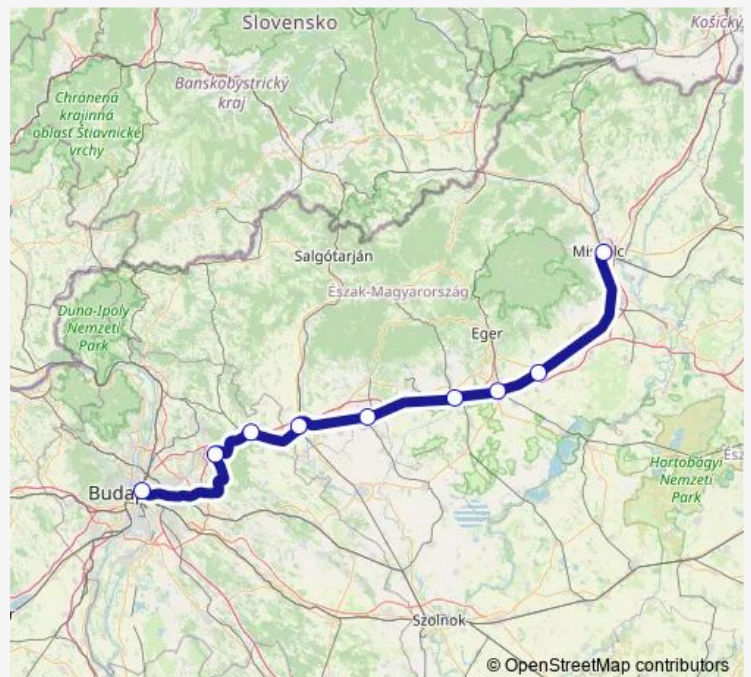 Slovensko
Košický
Banskobystrický
kraj
Chránená
krajinná
oblasť Štiavnické
vrchy
Salgótarján
Észak-Magyarország
Duna-Ipoly
Nemzeti
Park
Eger
Hortobágyi
Nemzeti
Park
Szolnok
© OpenStreetMap contributors